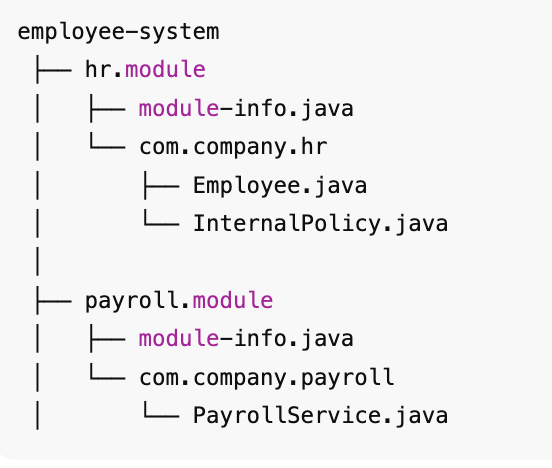 employee-system
├── hr.module
│   ├── module-info.java
│   └── com.company.hr
│       ├── Employee.java
│       └── InternalPolicy.java
│
├── payroll.module
│   ├── module-info.java
│   └── com.company.payroll
│       └── PayrollService.java